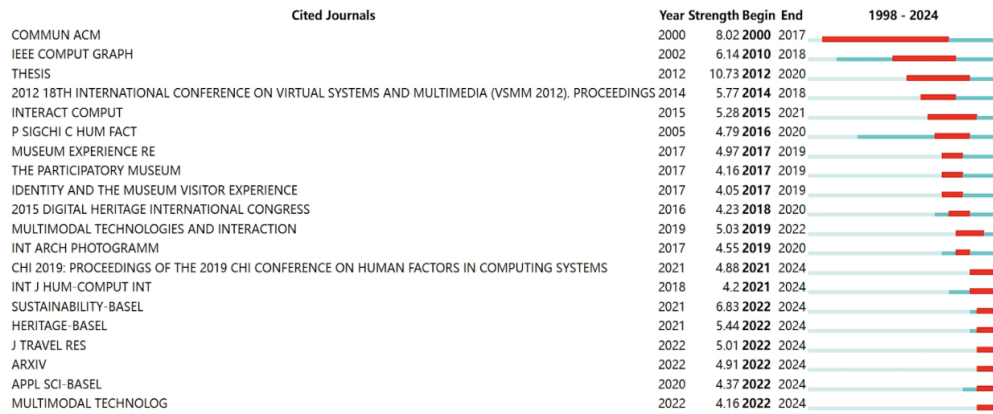 Cited Journals Year Strength Begin End 1998 - 2024
COMMUN ACM 2000 8.02 2000 2017
IEEE COMPUT GRAPH 2002 6.14 2010 2018
THESIS 2012 10.73 2012 2020
2012 18TH INTERNATIONAL CONFERENCE ON VIRTUAL SYSTEMS AND MULTIMEDIA (VSMM 2012). PROCEEDINGS 2014 5.77 2014 2018
INTERACT COMPUT 2015 5.28 2015 2021
P SIGCHI C HUM FACT 2005 4.79 2016 2020
MUSEUM EXPERIENCE RE 2017 4.97 2017 2019
THE PARTICIPATORY MUSEUM 2017 4.16 2017 2019
IDENTITY AND THE MUSEUM VISITOR EXPERIENCE 2017 4.05 2017 2019
2015 DIGITAL HERITAGE INTERNATIONAL CONGRESS 2016 4.23 2018 2020
MULTIMODAL TECHNOLOGIES AND INTERACTION 2019 5.03 2019 2022
INT ARCH PHOTOGRAMM 2017 4.55 2019 2020
CHI 2019: PROCEEDINGS OF THE 2019 CHI CONFERENCE ON HUMAN FACTORS IN COMPUTING SYSTEMS 2021 4.88 2021 2024
INT J HUM-COMPUT INT 2018 4.2 2021 2024
SUSTAINABILITY-BASEL 2021 6.83 2022 2024
HERITAGE-BASEL 2021 5.44 2022 2024
J TRAVEL RES 2022 5.01 2022 2024
ARXIV 2022 4.91 2022 2024
APPL SCI-BASEL 2020 4.37 2022 2024
MULTIMODAL TECHNOLOG 2022 4.16 2022 2024